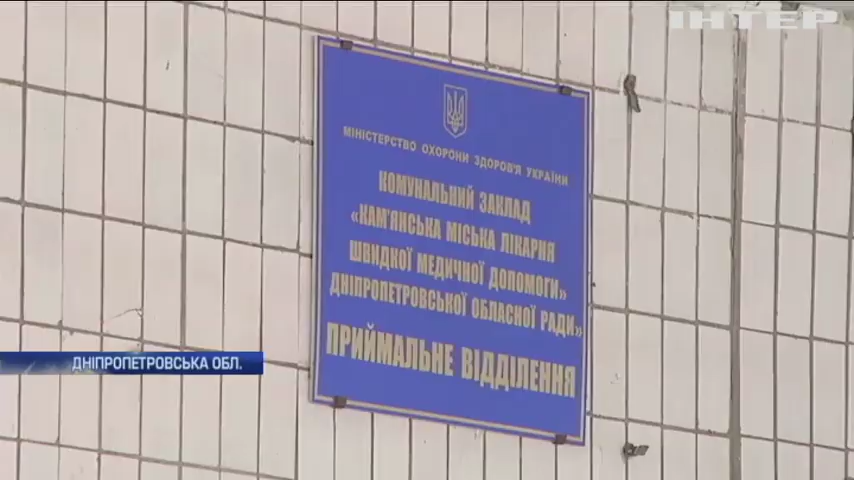 ІНТЕР
МІНІСТЕРСТВО ОХОРОНИ ЗДОРОВ'Я УКРАЇНИ
КОМУНАЛЬНИЙ ЗАКЛАД
«КАМ'ЯНСЬКА МІСЬКА ЛІКАРНЯ
ШВИДКОЇ МЕДИЧНОЇ ДОПОМОГИ»
ДНІПРОПЕТРОВСЬКОЇ ОБЛАСНОЇ РАДИ»
ПРИЙМАЛЬНЕ ВІДДІЛЕННЯ
ДНІПРОПЕТРОВСЬКА ОБЛ.